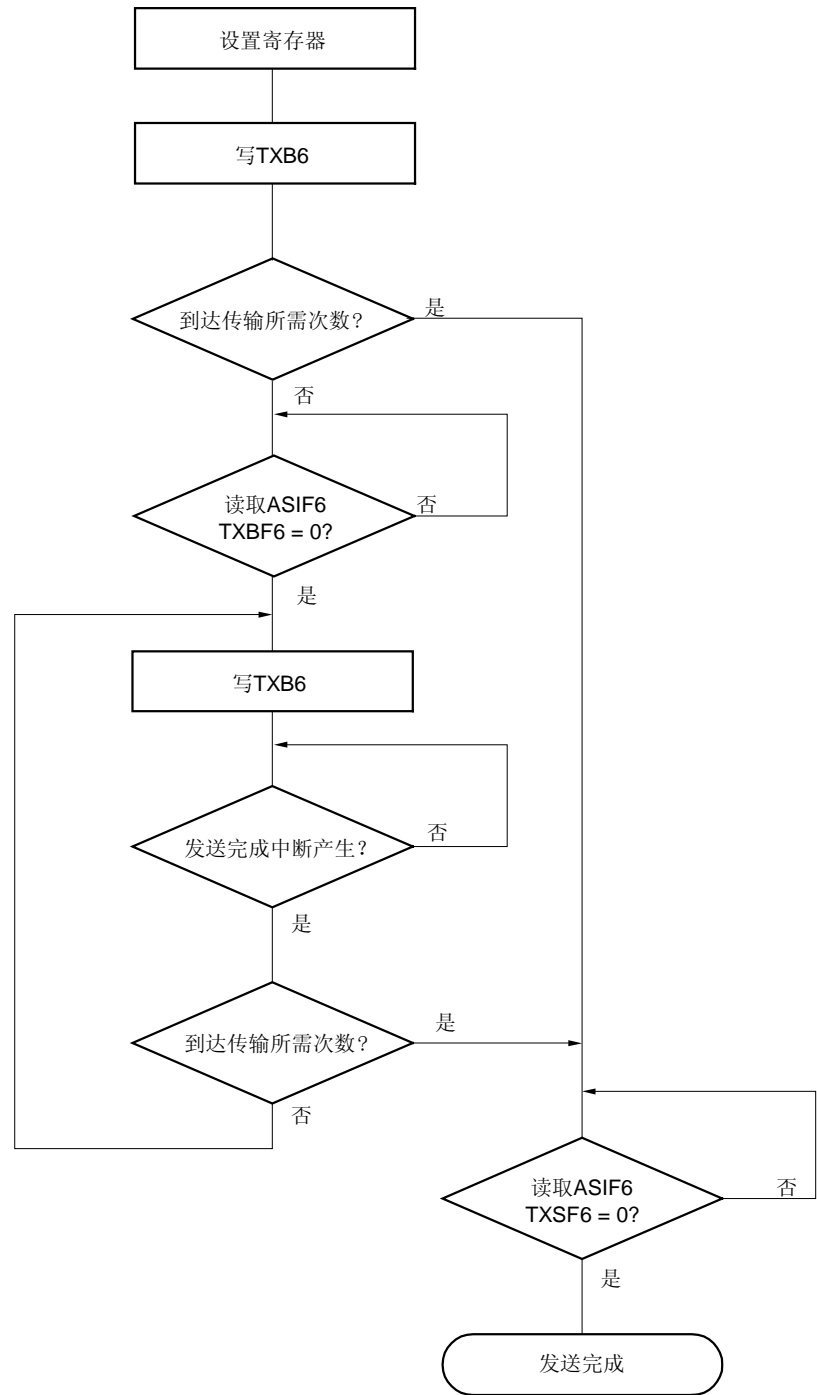 设置寄存器
写TXB6
到达传输所需次数?
是
否
读取ASIF6
TXBF6 = 0?
否
是
写TXB6
发送完成中断产生?
否
是
到达传输所需次数?
是
否
读取ASIF6
TXSF6 = 0?
否
是
发送完成